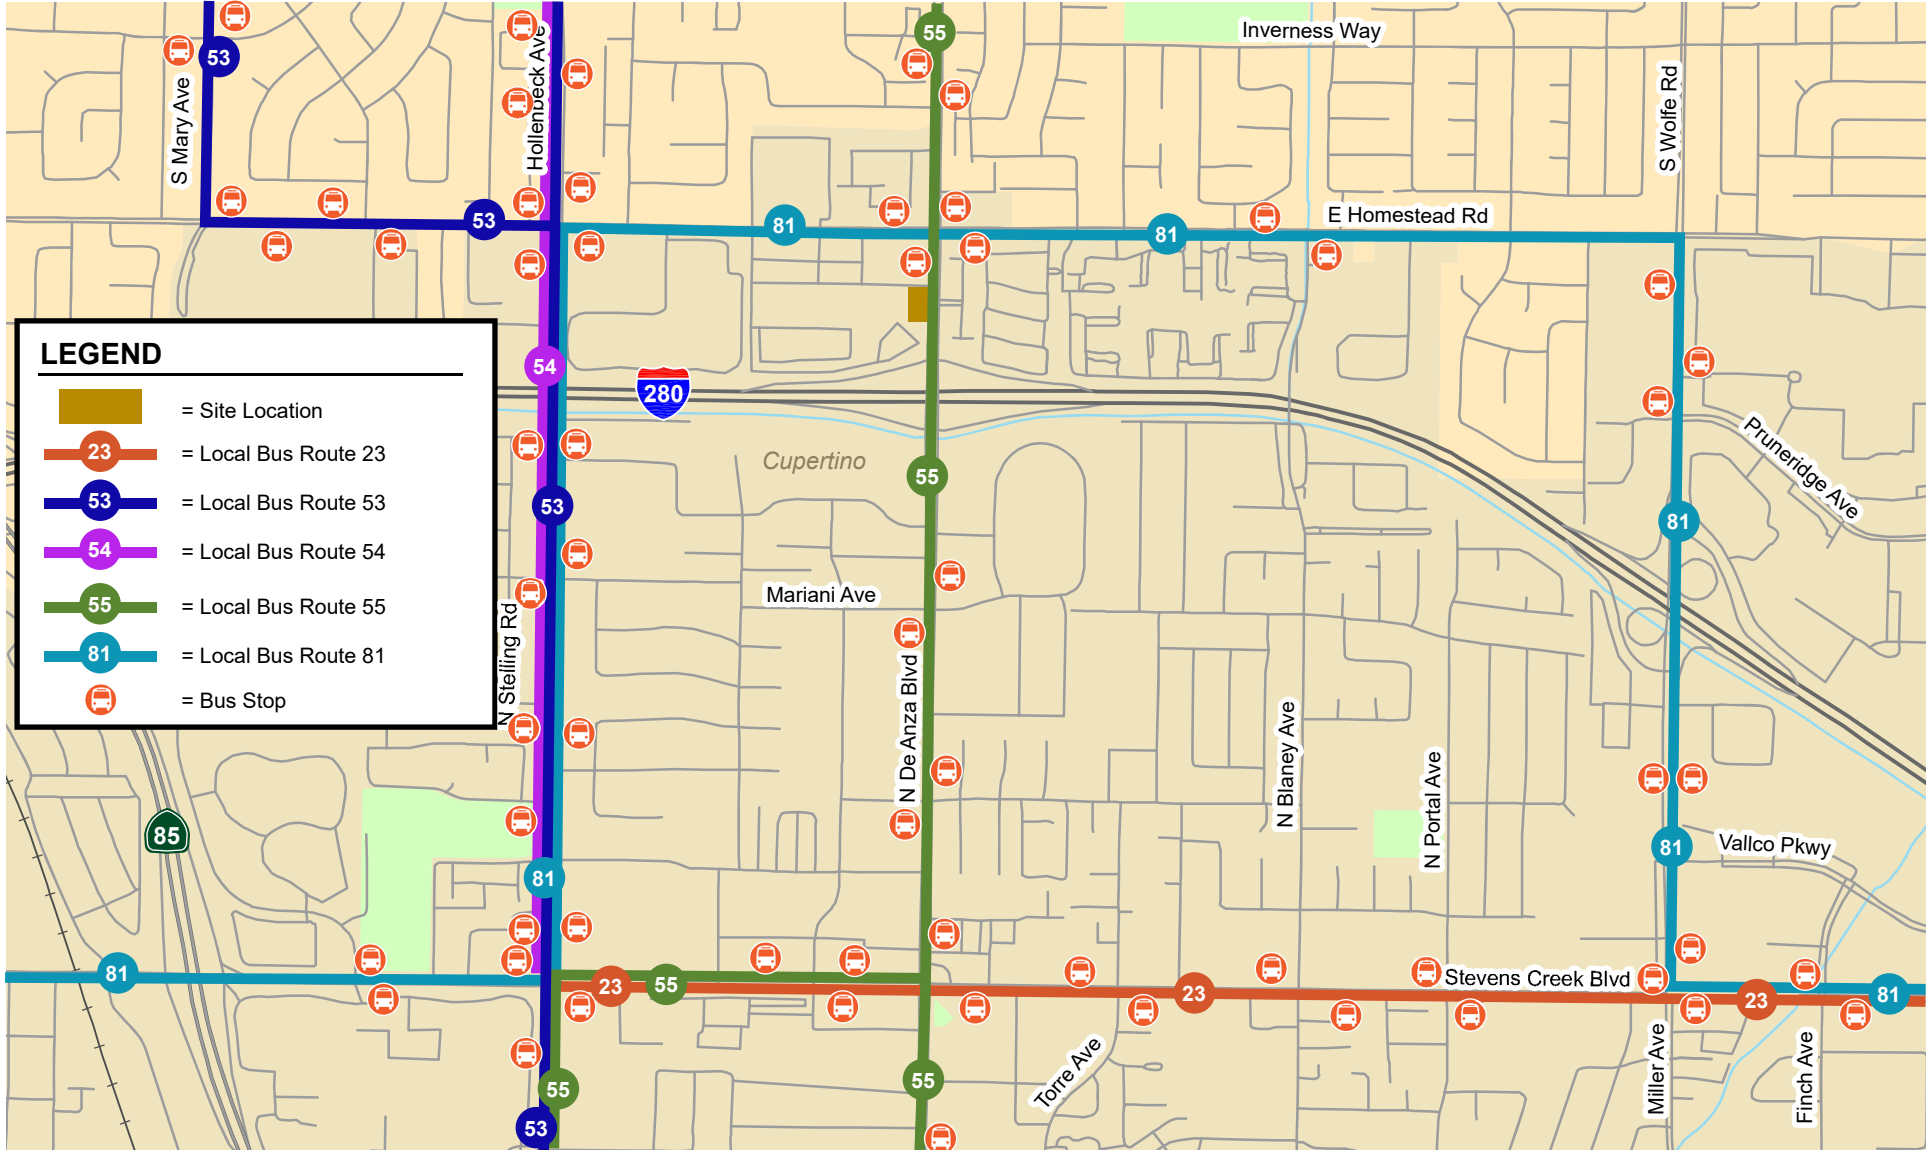 55
Inverness Way
53
S Mary Ave
Hollenbeck Ave
S Wolfe Rd
53
81
81
E Homestead Rd
LEGEND
= Site Location
23
= Local Bus Route 23
53
= Local Bus Route 53
54
= Local Bus Route 54
55
= Local Bus Route 55
81
= Local Bus Route 81
= Bus Stop
54
280
Cupertino
55
53
Pruneridge Ave
81
Mariani Ave
N Stelling Rd
N De Anza Blvd
N Blaney Ave
N Portal Ave
85
81
81
Vallco Pkwy
81
23
55
23
Stevens Creek Blvd
23
81
Torre Ave
Miller Ave
Finch Ave
55
55
53